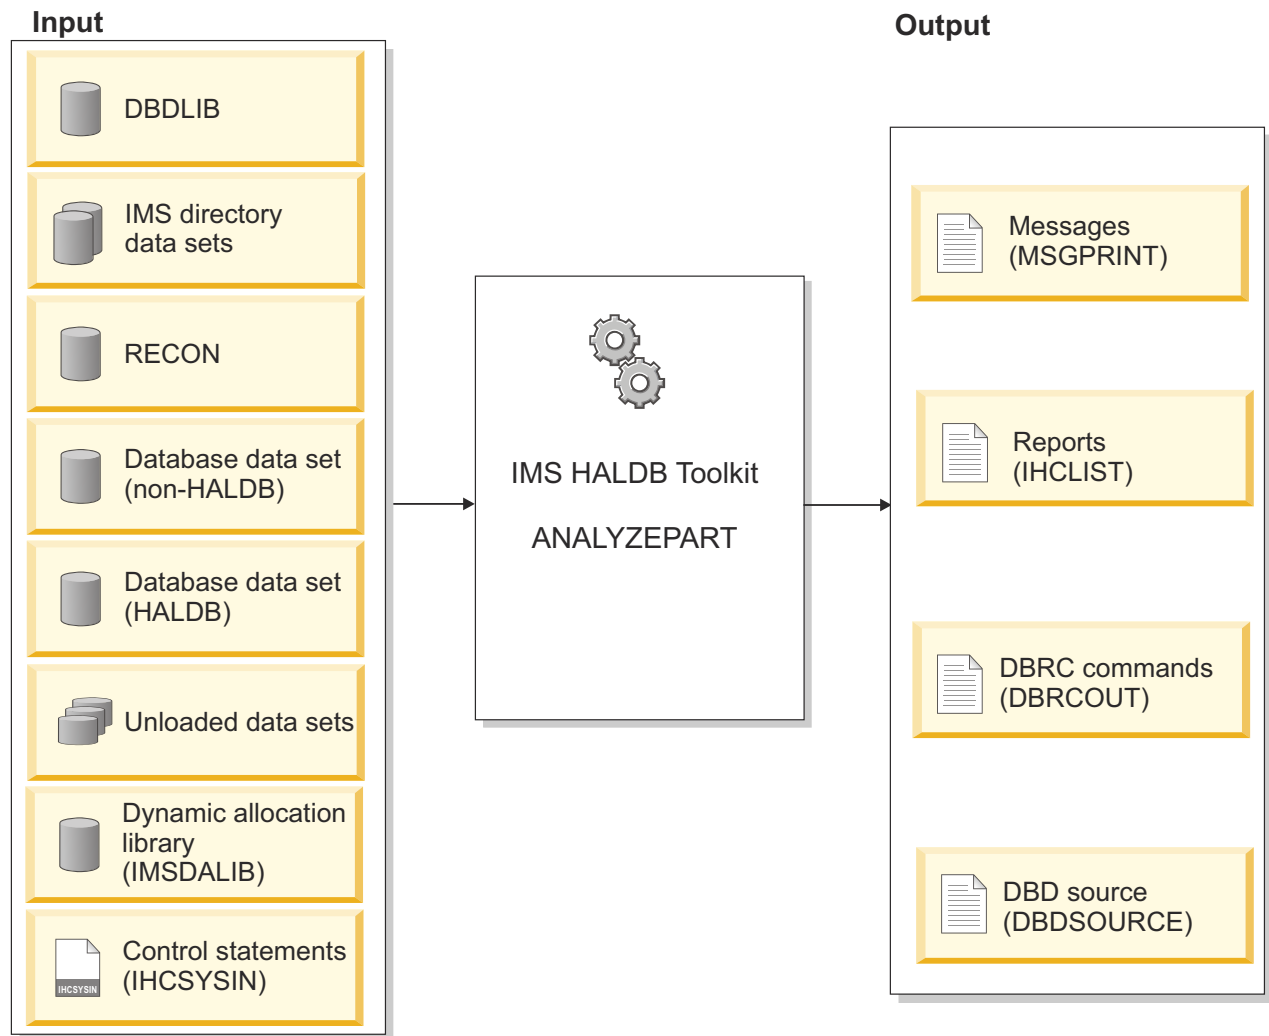 Input
DBDLIB
IMS directory
data sets
RECON
Database data set
(non-HALDB)
Database data set
(HALDB)
Unloaded data sets
Dynamic allocation
library
(IMSDALIB)
IHCSYSIN
Control statements
(IHCSYSIN)
IMS HALDB Toolkit
ANALYZEPART
Output
Messages
(MSGPRINT)
Reports
(IHCLIST)
DBRC commands
(DBRCOUT)
DBD source
(DBDSOURCE)